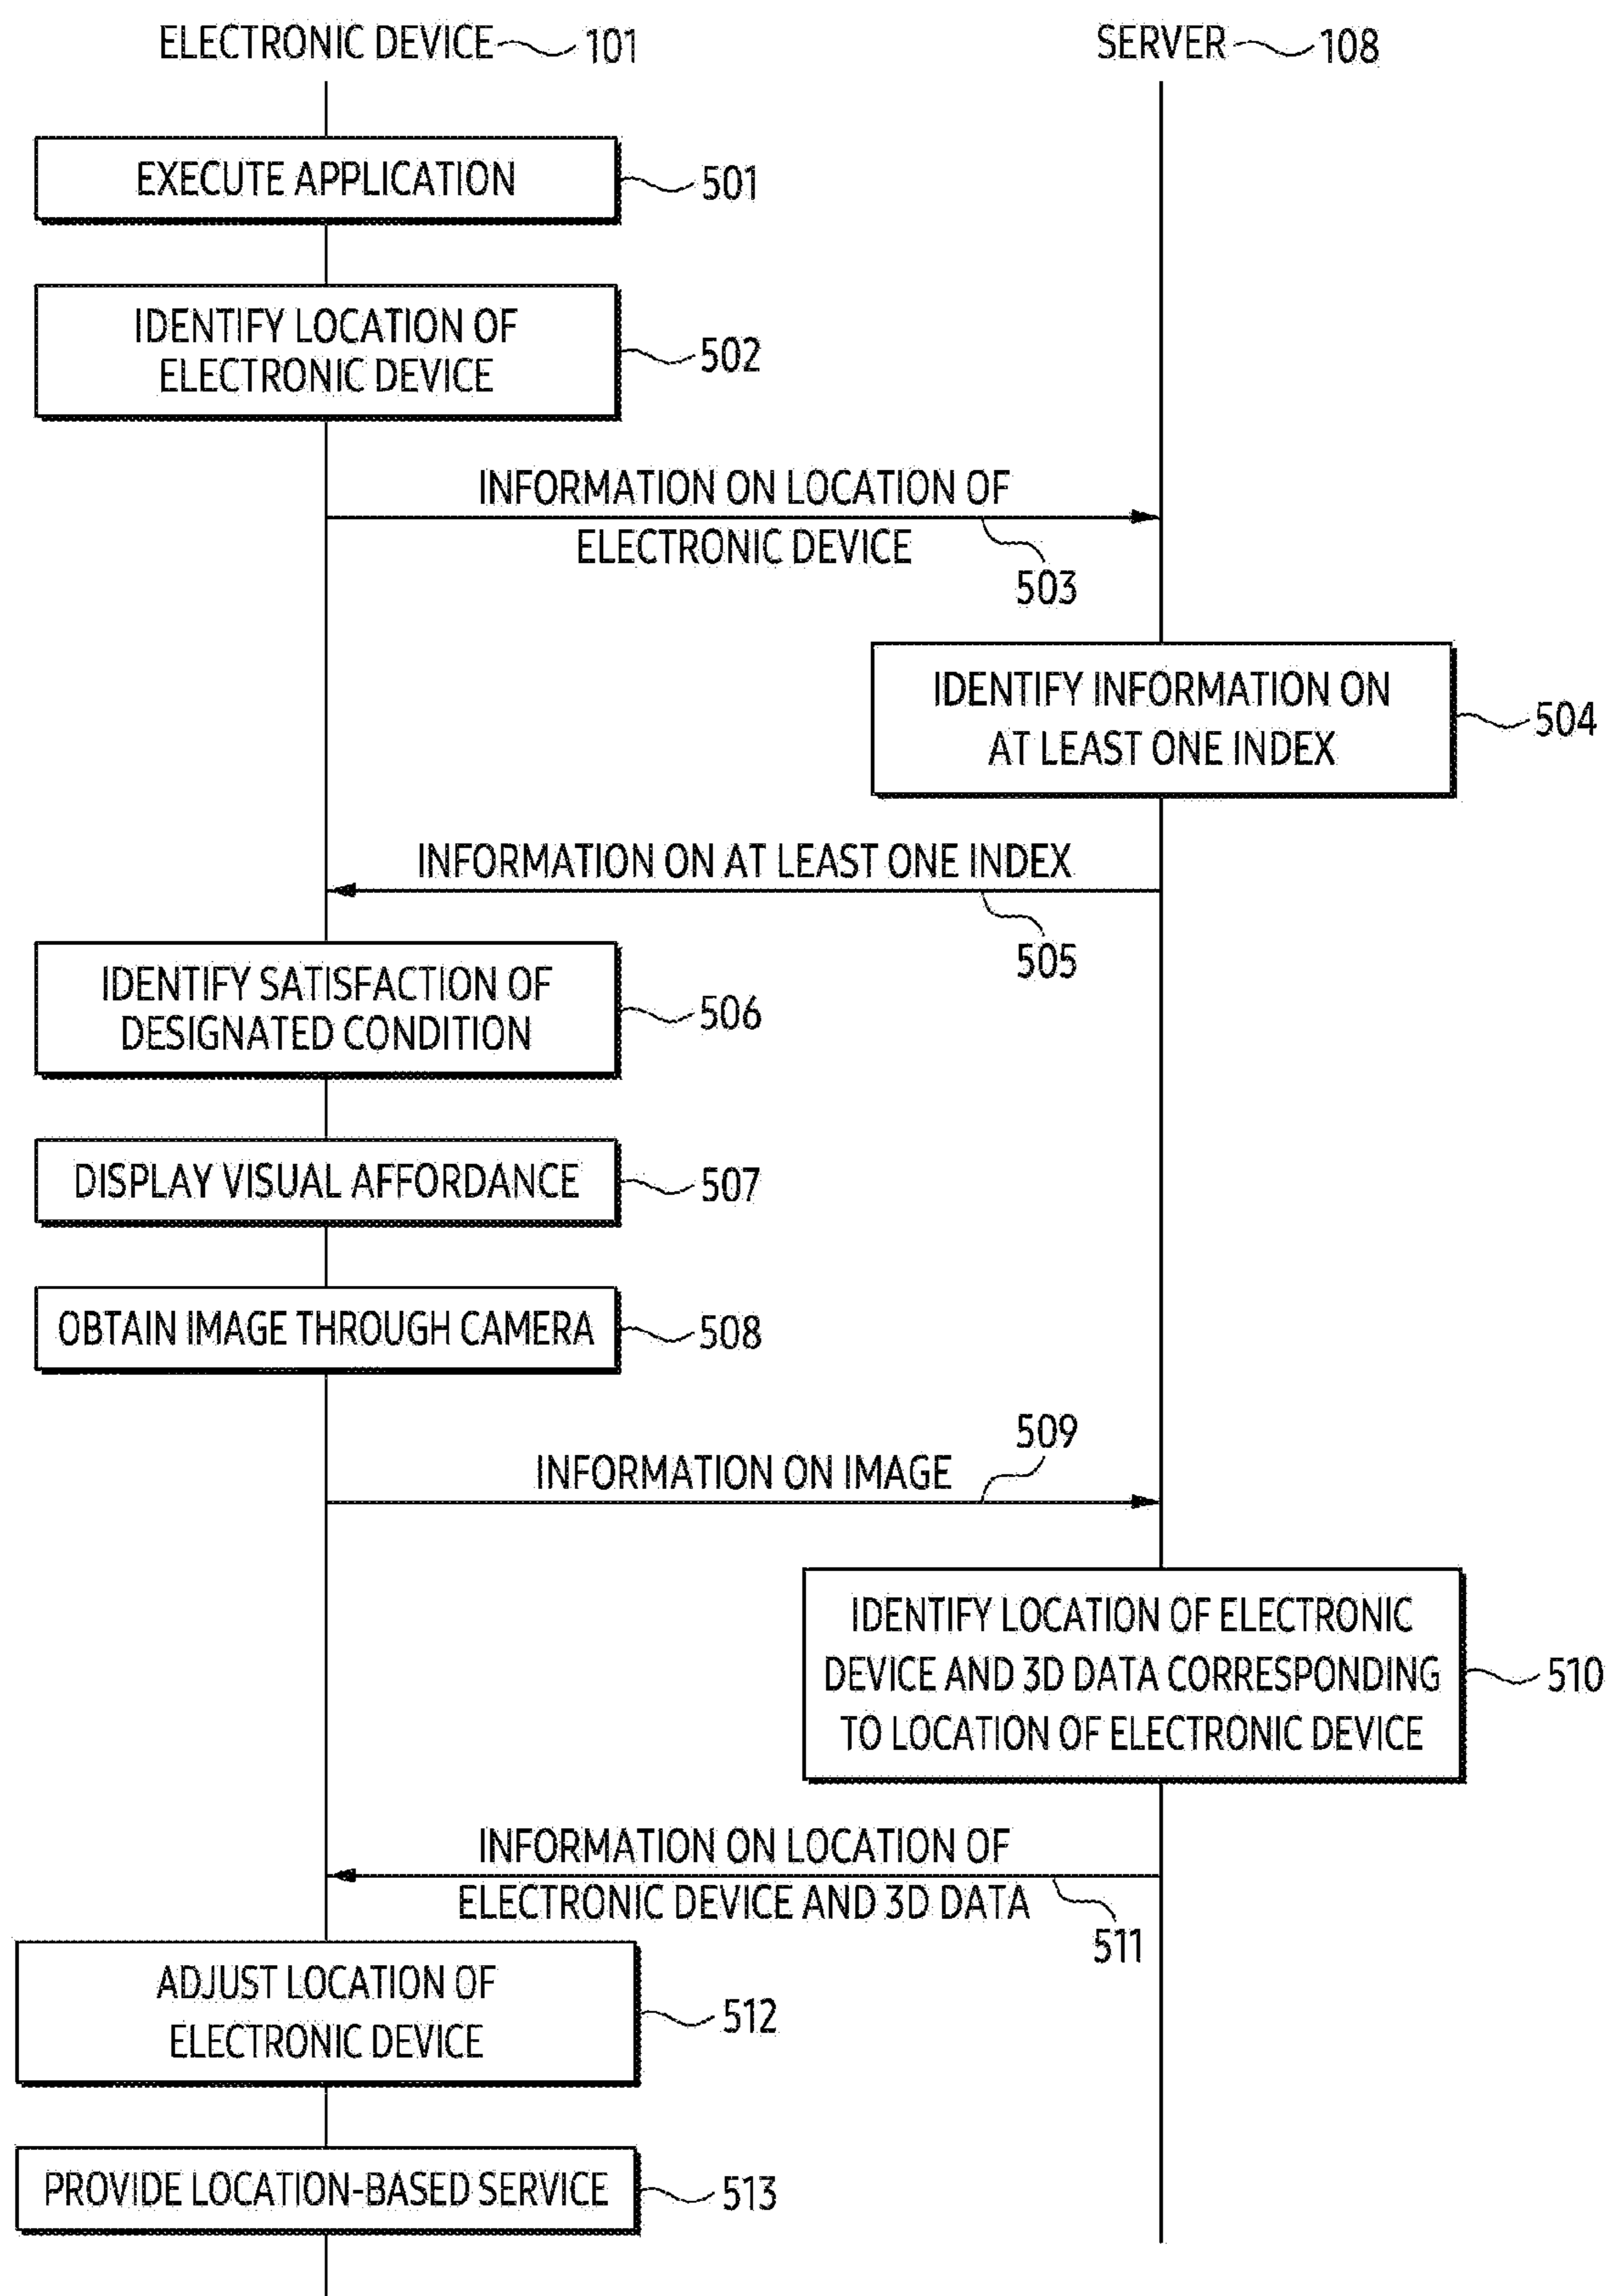 ELECTRONIC DEVICE 101
SERVER 108
EXECUTE APPLICATION
501
IDENTIFY LOCATION OF
ELECTRONIC DEVICE
502
INFORMATION ON LOCATION OF
ELECTRONIC DEVICE
503
IDENTIFY INFORMATION ON
AT LEAST ONE INDEX
504
INFORMATION ON AT LEAST ONE INDEX
505
IDENTIFY SATISFACTION OF
DESIGNATED CONDITION
506
DISPLAY VISUAL AFFORDANCE
507
OBTAIN IMAGE THROUGH CAMERA
508
509
INFORMATION ON IMAGE
IDENTIFY LOCATION OF ELECTRONIC
DEVICE AND 3D DATA CORRESPONDING
TO LOCATION OF ELECTRONIC DEVICE
510
INFORMATION ON LOCATION OF
ELECTRONIC DEVICE AND 3D DATA
511
ADJUST LOCATION OF
ELECTRONIC DEVICE
512
PROVIDE LOCATION-BASED SERVICE
513